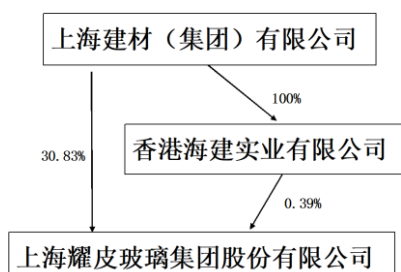 上海建材（集团）有限公司
100%
香港海建实业有限公司
30.83%
0.39%
上海耀皮玻璃集团股份有限公司